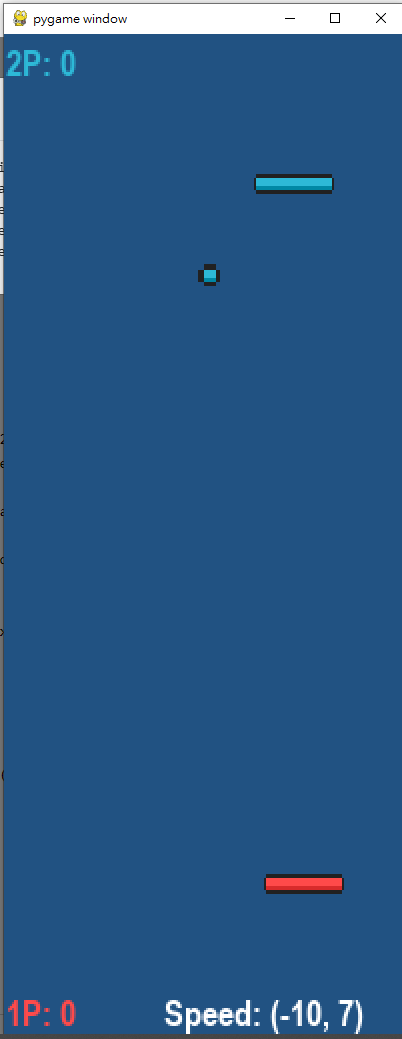 pygame window
2P: 0
1P: 0
Speed: (-10, 7)